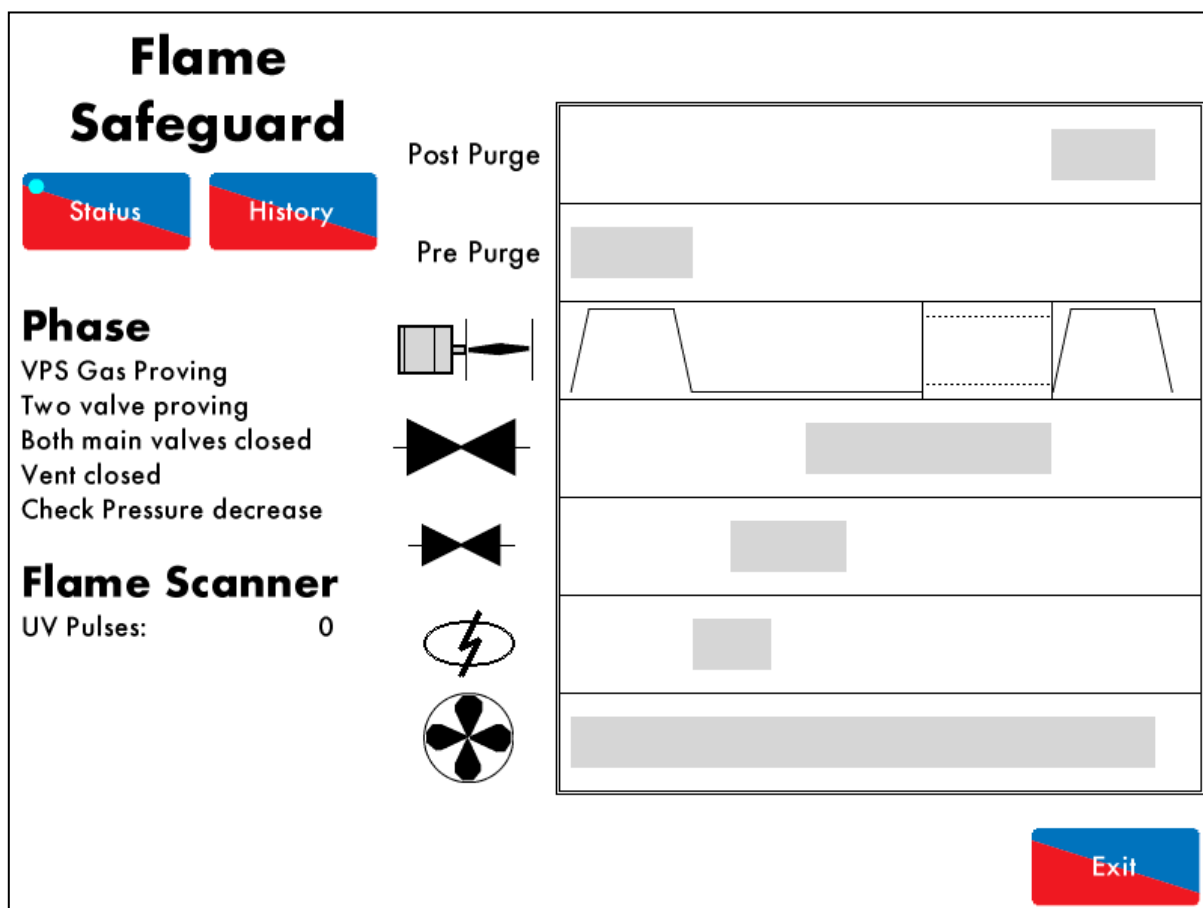 Flame
Safeguard
Status
History
Post Purge
Pre Purge
Phase
VPS Gas Proving
Two valve proving
Both main valves closed
Vent closed
Check Pressure decrease
Flame Scanner
UV Pulses: 0
Exit